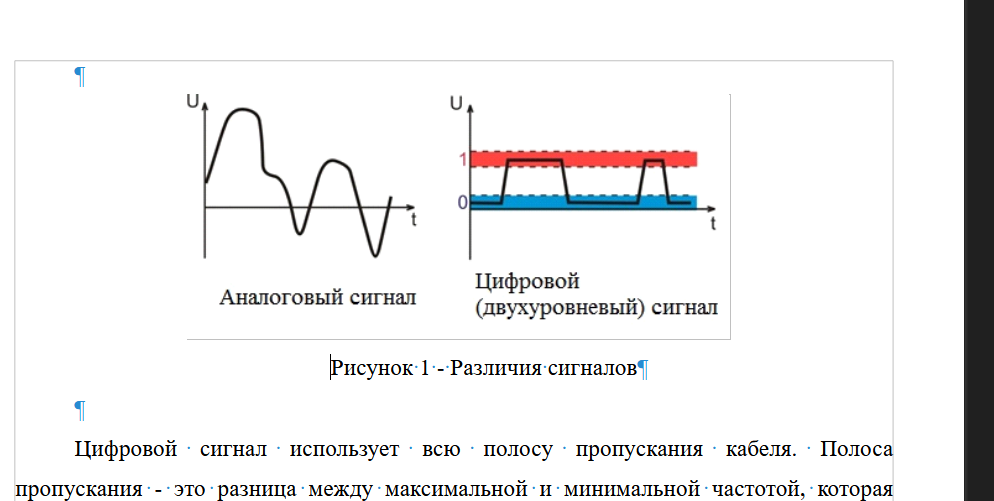 U
U
1
0
t
t
Аналоговый сигнал
Цифровой
(двухуровневый) сигнал
Рисунок 1 - Различия сигналов
Цифровой сигнал использует всю полосу пропускания кабеля. Полоса
пропускания - это разница между максимальной и минимальной частотой, которая